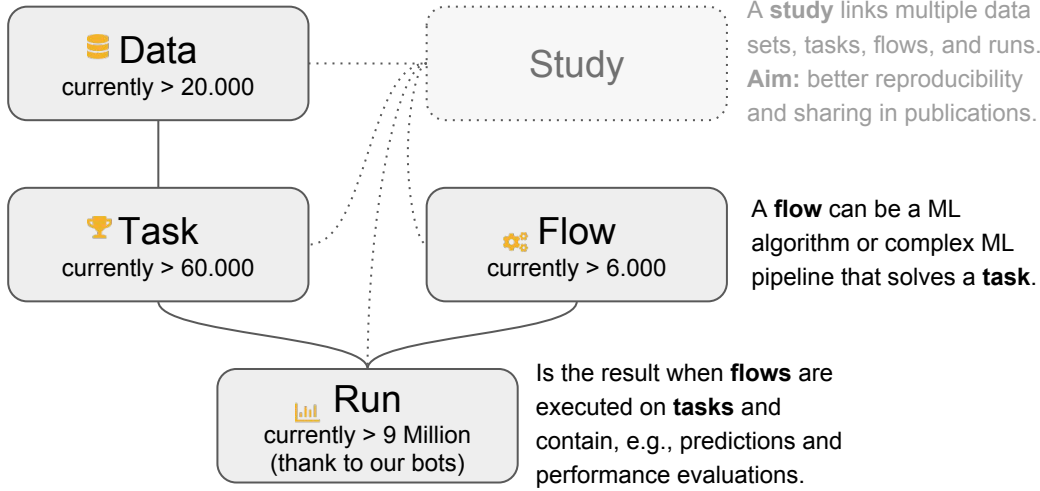 Data
currently > 20.000
Study
A study links multiple data
sets, tasks, flows, and runs.
Aim: better reproducibility
and sharing in publications.
Task
currently > 60.000
Flow
currently > 6.000
A flow can be a ML
algorithm or complex ML
pipeline that solves a task.
Run
currently > 9 Million
(thank to our bots)
Is the result when flows are
executed on tasks and
contain, e.g., predictions and
performance evaluations.